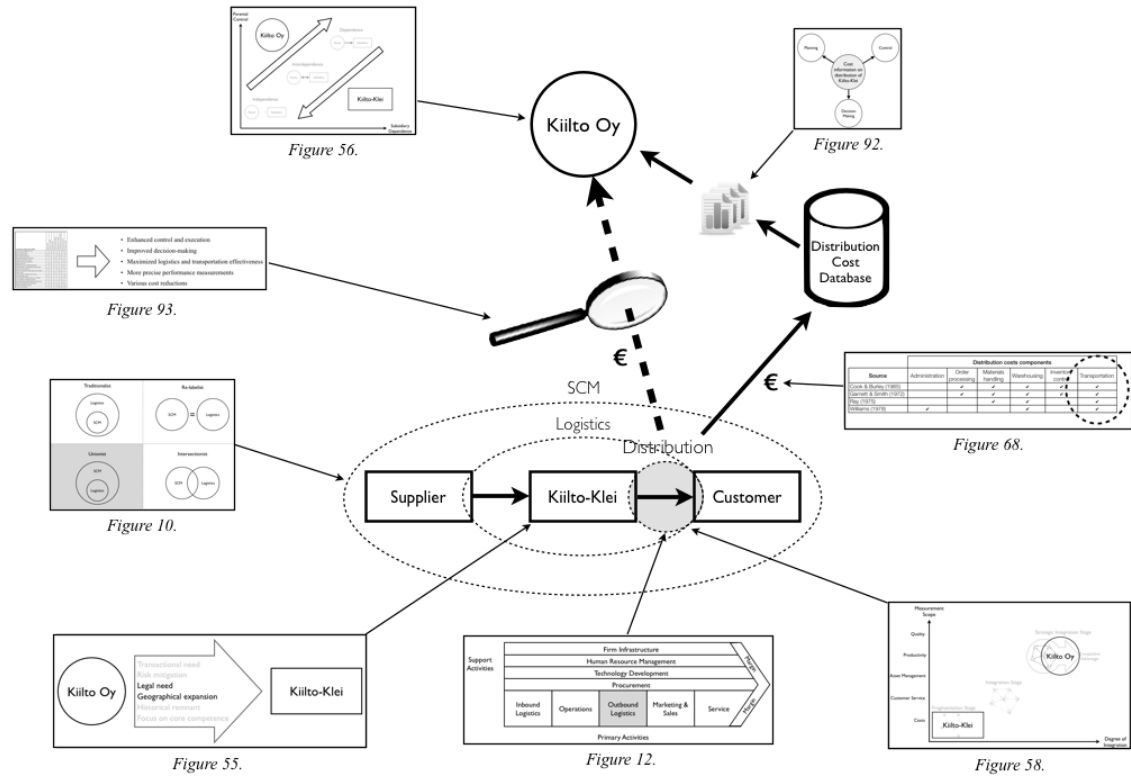 Parental
Control
Kiilto Oy
Dependence
Interdependence
Independence
Kiilto-Klei
Subsidiary
Dependence
Figure 56.
Planning
Control
Cost
information on
distribution of
Kiilto-Klei
Decision
Making
Figure 92.
Kiilto Oy
Distribution
Cost
Database
• Enhanced control and execution
• Improved decision-making
• Maximized logistics and transportation effectiveness
• More precise performance measurements
• Various cost reductions
Figure 93.
€
€
Distribution costs components
Source Administration Order processing Materials handling Warehousing Inventory control Transportation
Cook & Burley (1985) ✓ ✓ ✓ ✓ ✓
Garnett & Smith (1972) ✓ ✓ ✓ ✓ ✓
Ray (1975) ✓ ✓ ✓
Williams (1978) ✓ ✓ ✓
Figure 68.
Traditionalist
Logistics
SCM
Re-labelist
SCM = Logistics
Unionist
SCM
Logistics
Intersectionist
SCM Logistics
Figure 10.
SCM
Logistics
Distribution
Supplier
Kiilto-Klei
Customer
Kiilto Oy
Transactional need
Risk mitigation
Legal need
Geographical expansion
Historical remnant
Focus on core competence
Kiilto-Klei
Figure 55.
Support
Activities
Firm Infrastructure
Human Resource Management
Technology Development
Procurement
Inbound
Logistics
Operations
Outbound
Logistics
Marketing &
Sales
Service
Margin
Margin
Primary Activities
Figure 12.
Measurement
Scope
Quality
Productivity
Asset Management
Customer Service
Costs
Strategic Integration Stage
Kiilto Oy
Integration Stage
Fragmentation Stage
Kiilto-Klei
Degree of
Integration
Figure 58.